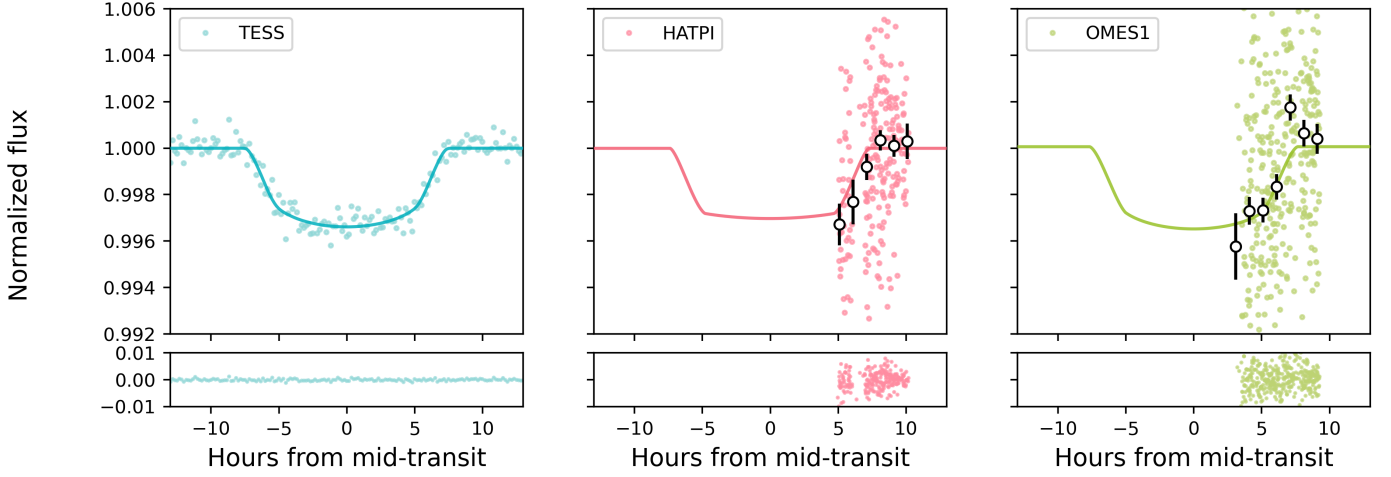 Normalized flux
1.006
1.004
1.002
1.000
0.998
0.996
0.994
0.992
TESS
HATPI
OMES1
0.01
0.00
−0.01
−10 −5 0 5 10
−10 −5 0 5 10
−10 −5 0 5 10
Hours from mid-transit
Hours from mid-transit
Hours from mid-transit